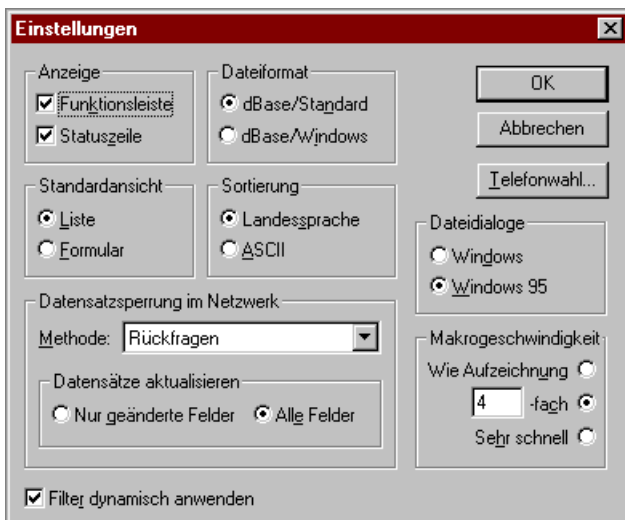 Einstellungen
Anzeige
Funktionsleiste
Statuszeile
Dateiformat
dBase/Standard
dBase/Windows
OK
Abbrechen
Telefonwahl...
Standardansicht
Liste
Formular
Sortierung
Landessprache
ASCII
Dateidialoge
Windows
Windows 95
Datensatzsperrung im Netzwerk
Methode: Rückfragen
Datensätze aktualisieren
Nur geänderte Felder Alle Felder
Makrogeschwindigkeit
Wie Aufzeichnung
4 -fach
Sehr schnell
Filter dynamisch anwenden